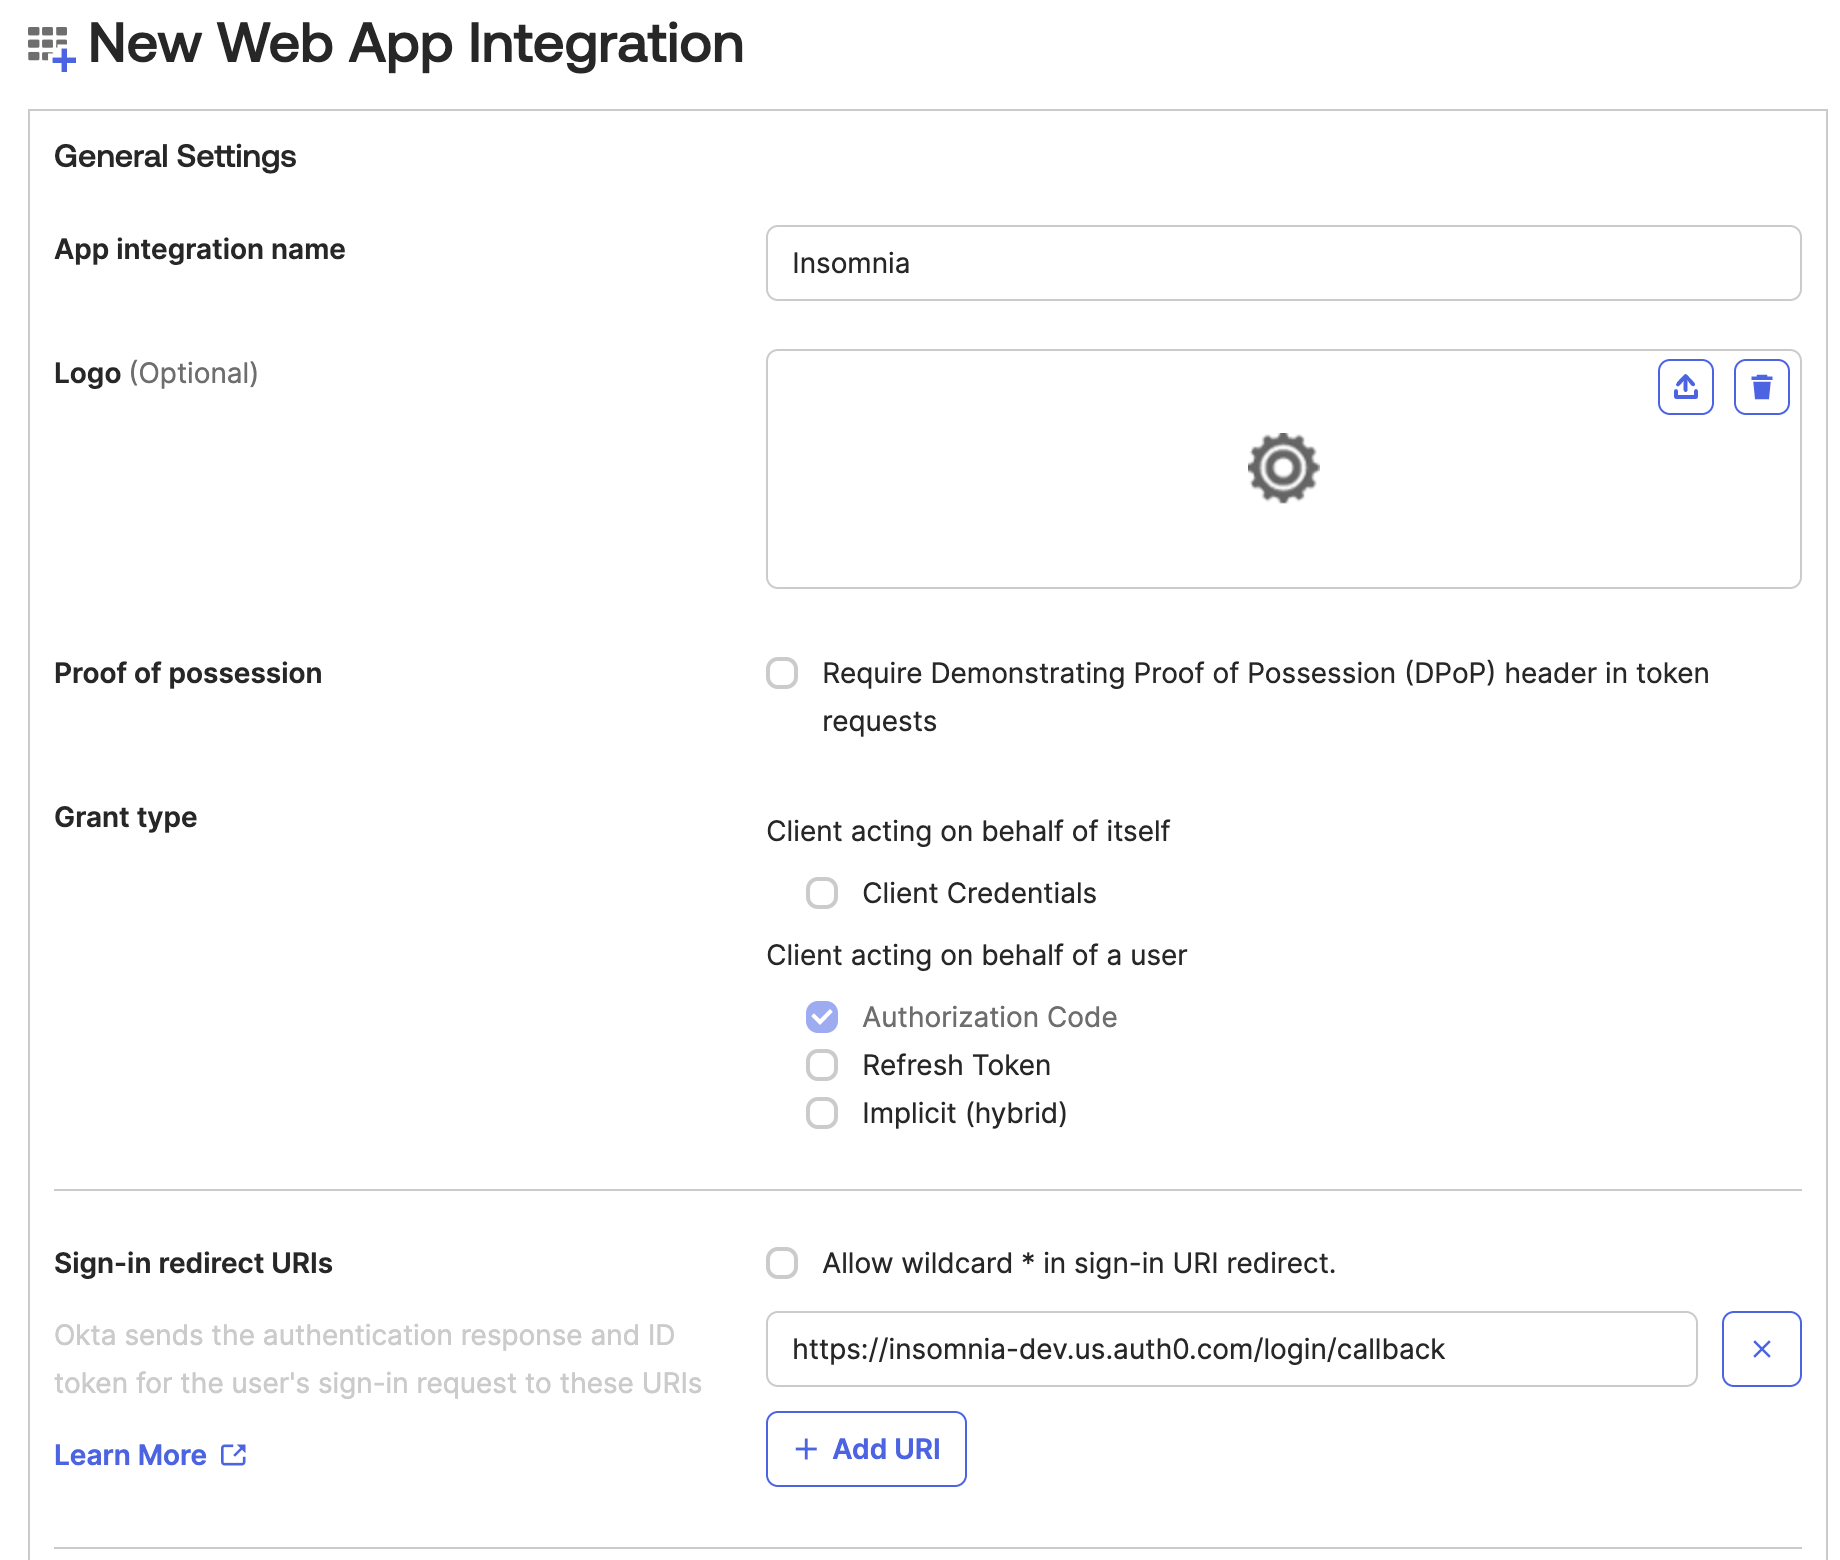 New Web App Integration
General Settings
App integration name
Insomnia
Logo (Optional)
Proof of possession
Require Demonstrating Proof of Possession (DPoP) header in token
requests
Grant type
Client acting on behalf of itself
Client Credentials
Client acting on behalf of a user
Authorization Code
Refresh Token
Implicit (hybrid)
Sign-in redirect URIs
Allow wildcard * in sign-in URI redirect.
Okta sends the authentication response and ID
token for the user's sign-in request to these URIs
https://insomnia-dev.us.auth0.com/login/callback
Learn More
+ Add URI